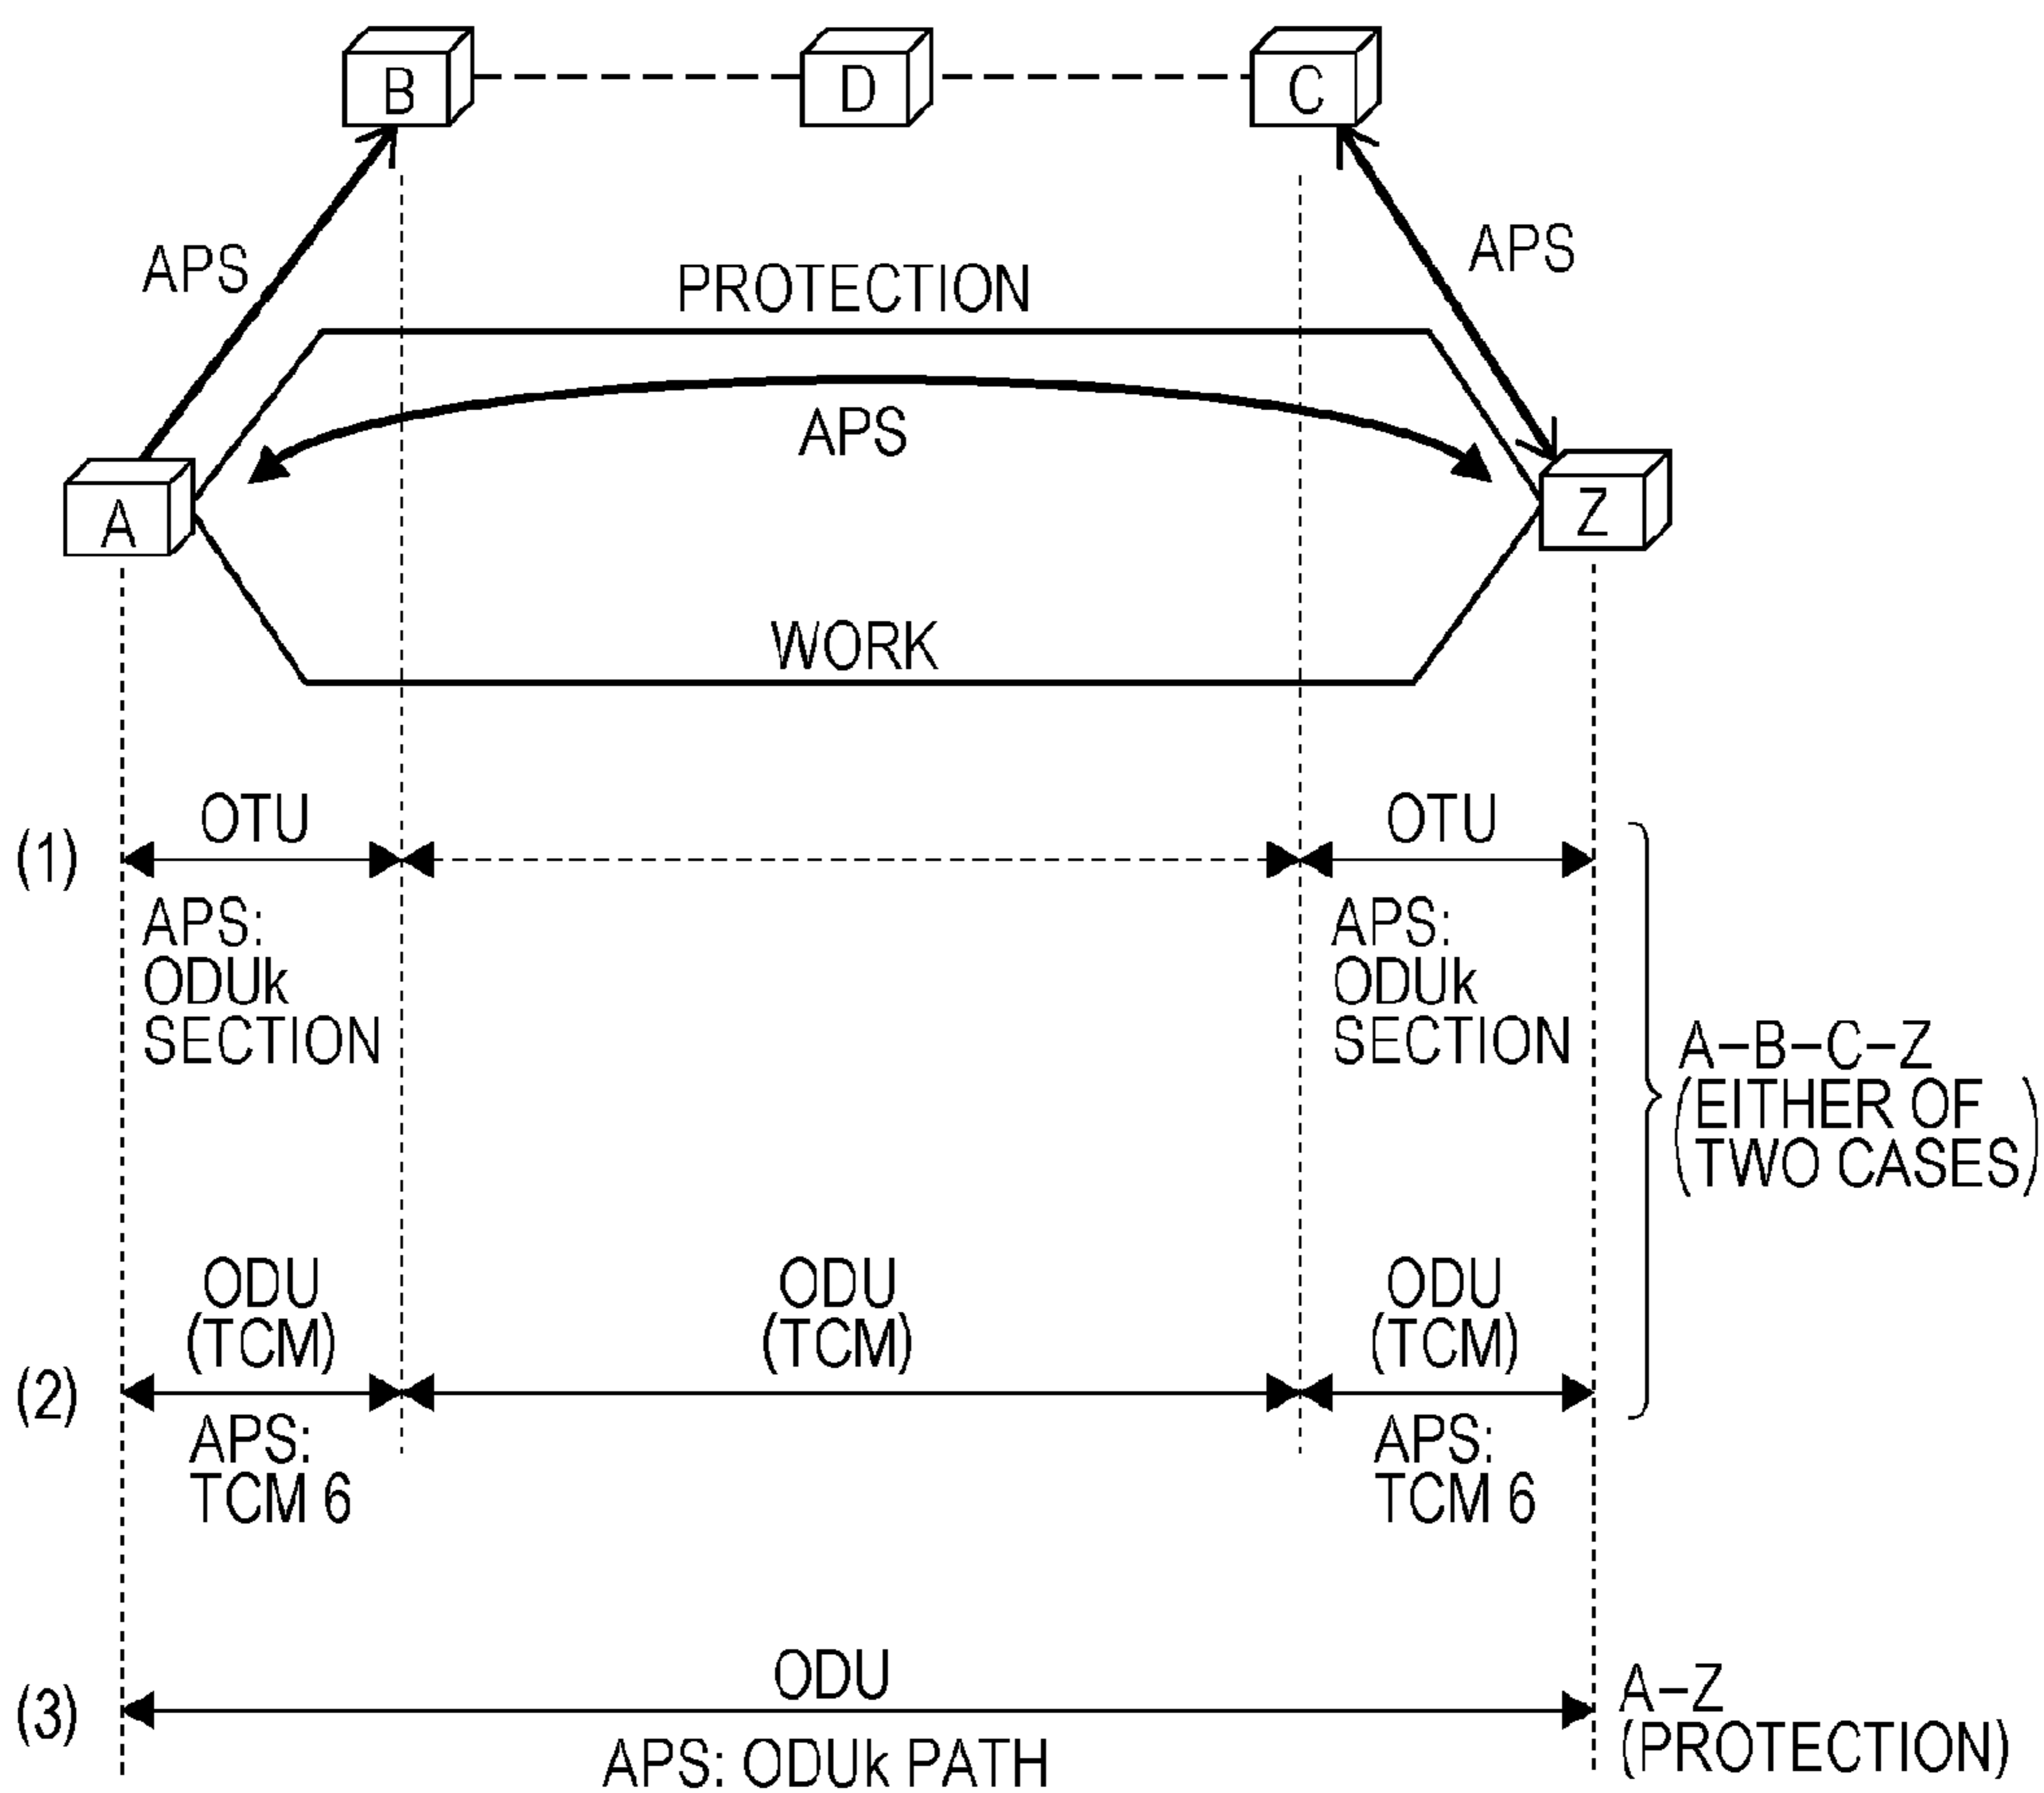 B
D
C
APS
APS
PROTECTION
APS
A
Z
WORK
(1)
OTU
OTU
APS:
ODUk
SECTION
APS:
ODUk
SECTION
A–B–C–Z
(EITHER OF
TWO CASES)
(2)
ODU
(TCM)
ODU
(TCM)
ODU
(TCM)
APS:
TCM 6
APS:
TCM 6
(3)
ODU
APS: ODUk PATH
A–Z
(PROTECTION)